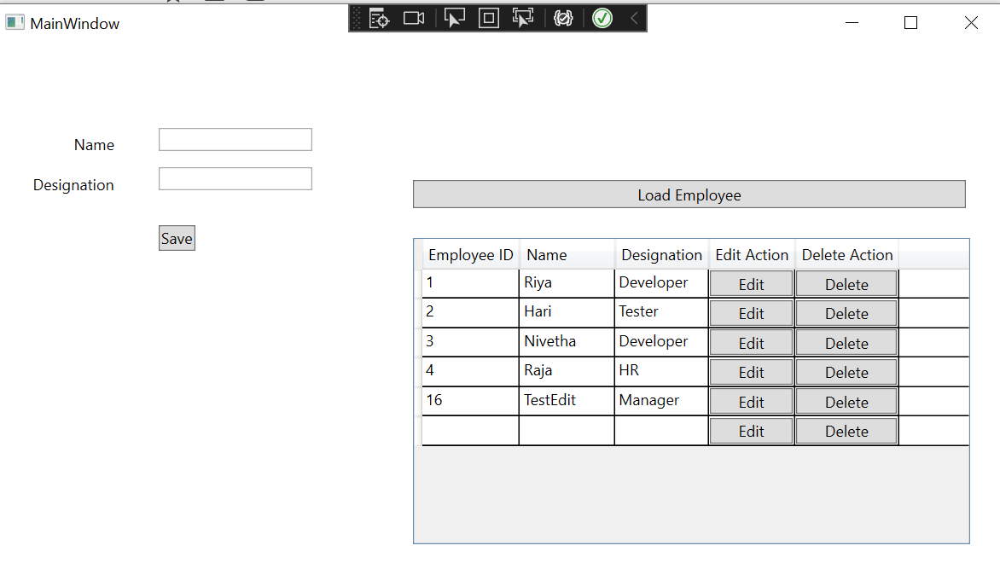 MainWindow
Name
Designation
Save
Load Employee
Employee ID Name Designation Edit Action Delete Action
1 Riya Developer Edit Delete
2 Hari Tester Edit Delete
3 Nivetha Developer Edit Delete
4 Raja HR Edit Delete
16 TestEdit Manager Edit Delete
Edit Delete